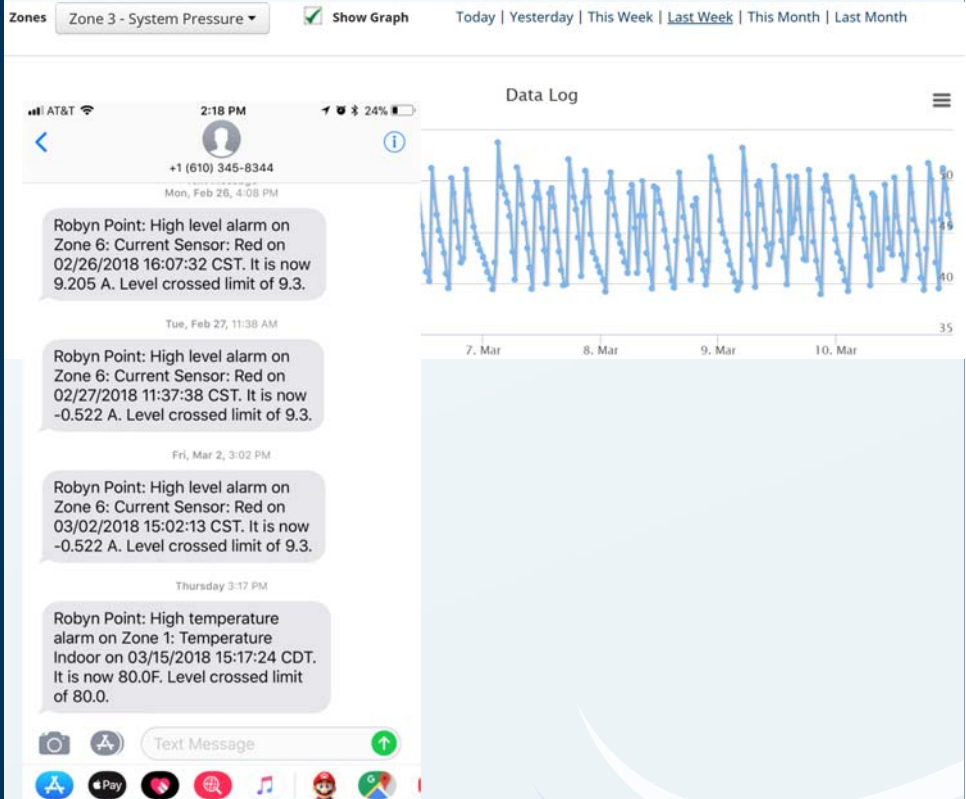 Zones
Zone 3 - System Pressure
Show Graph
Today | Yesterday | This Week | Last Week | This Month | Last Month
Data Log
50
45
40
35
7. Mar
8. Mar
9. Mar
10. Mar
AT&T
2:18 PM
24%
+1 (610) 345-8344
Mon, Feb 26, 4:08 PM
Robyn Point: High level alarm on
Zone 6: Current Sensor: Red on
02/26/2018 16:07:32 CST. It is now
9.205 A. Level crossed limit of 9.3.
Tue, Feb 27, 11:38 AM
Robyn Point: High level alarm on
Zone 6: Current Sensor: Red on
02/27/2018 11:37:38 CST. It is now
-0.522 A. Level crossed limit of 9.3.
Fri, Mar 2, 3:02 PM
Robyn Point: High level alarm on
Zone 6: Current Sensor: Red on
03/02/2018 15:02:13 CST. It is now
-0.522 A. Level crossed limit of 9.3.
Thursday 3:17 PM
Robyn Point: High temperature
alarm on Zone 1: Temperature
Indoor on 03/15/2018 15:17:24 CDT.
It is now 80.0F. Level crossed limit
of 80.0.
Text Message
Pay